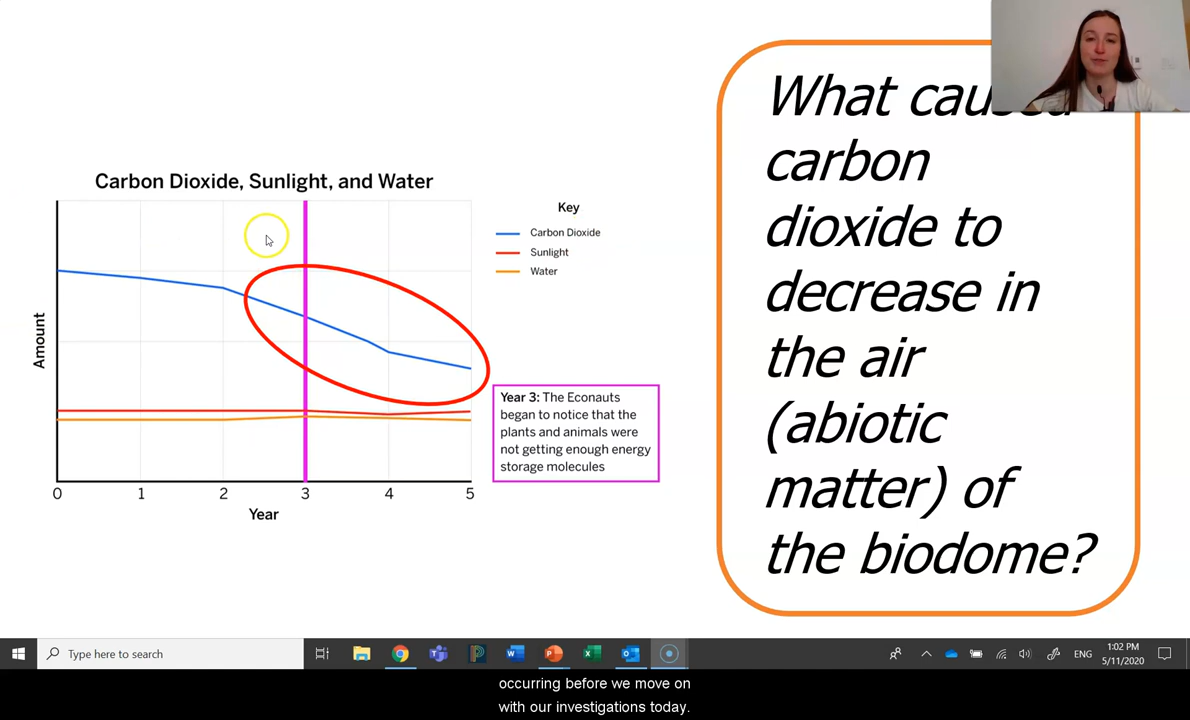 What caused
carbon
dioxide to
decrease in
the air
(abiotic
matter) of
the biodome?
Carbon Dioxide, Sunlight, and Water
Key
Carbon Dioxide
Sunlight
Water
Amount
Year 3: The Econauts
began to notice that the
plants and animals were
not getting enough energy
storage molecules
0 1 2 3 4 5
Year
Type here to search
ENG
1:02 PM
5/11/2020
occurring before we move on
with our investigations today.